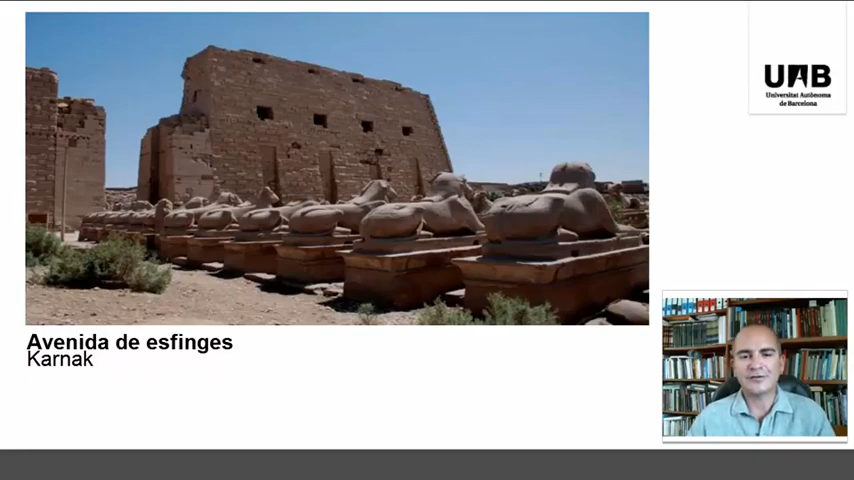 UAB
Universitat Autònoma
de Barcelona
Avenida de esfinges
Karnak